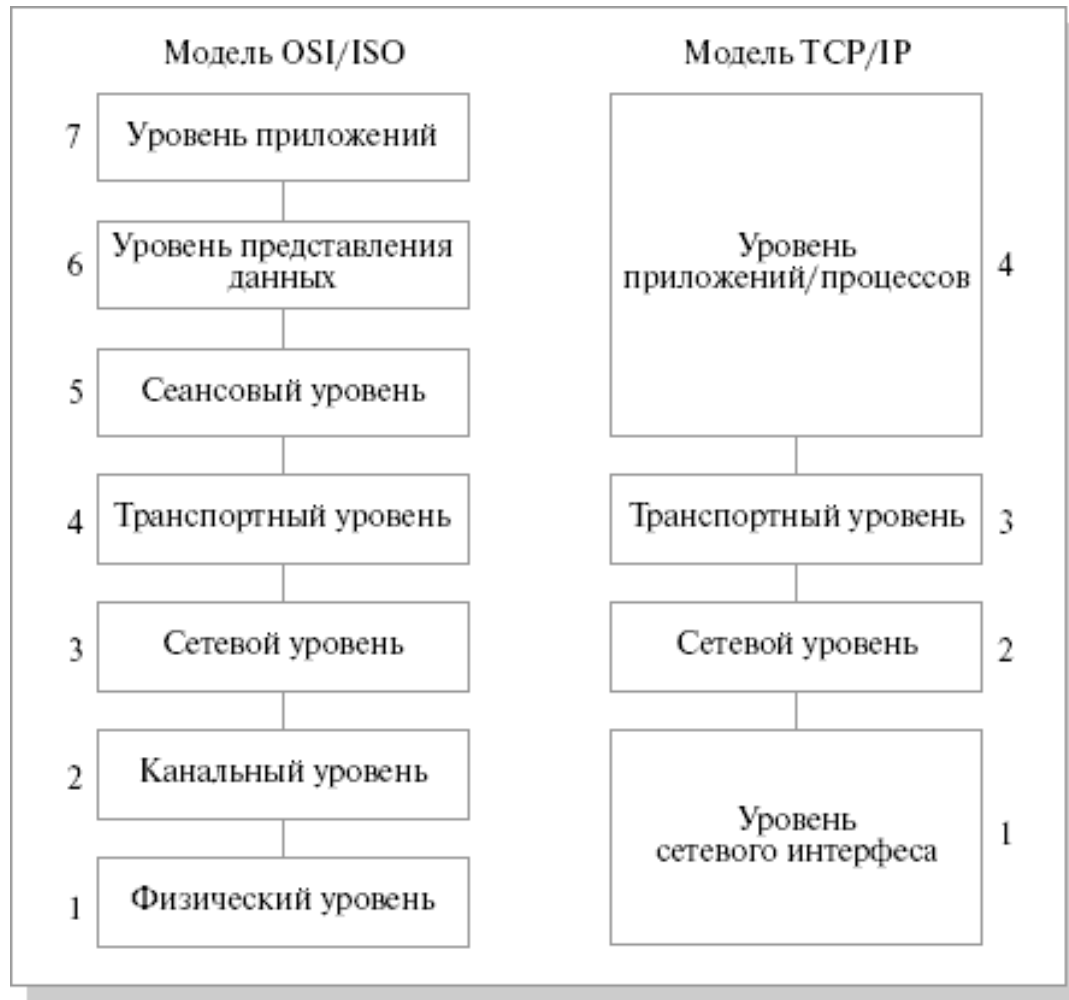 Модель OSI/ISO
7
Уровень приложений
6
Уровень представления
данных
5
Сеансовый уровень
4
Транспортный уровень
3
Сетевой уровень
2
Канальный уровень
1
Физический уровень
Модель TCP/IP
Уровень
приложений/процессов
4
Транспортный уровень
3
Сетевой уровень
2
Уровень
сетевого интерфеса
1